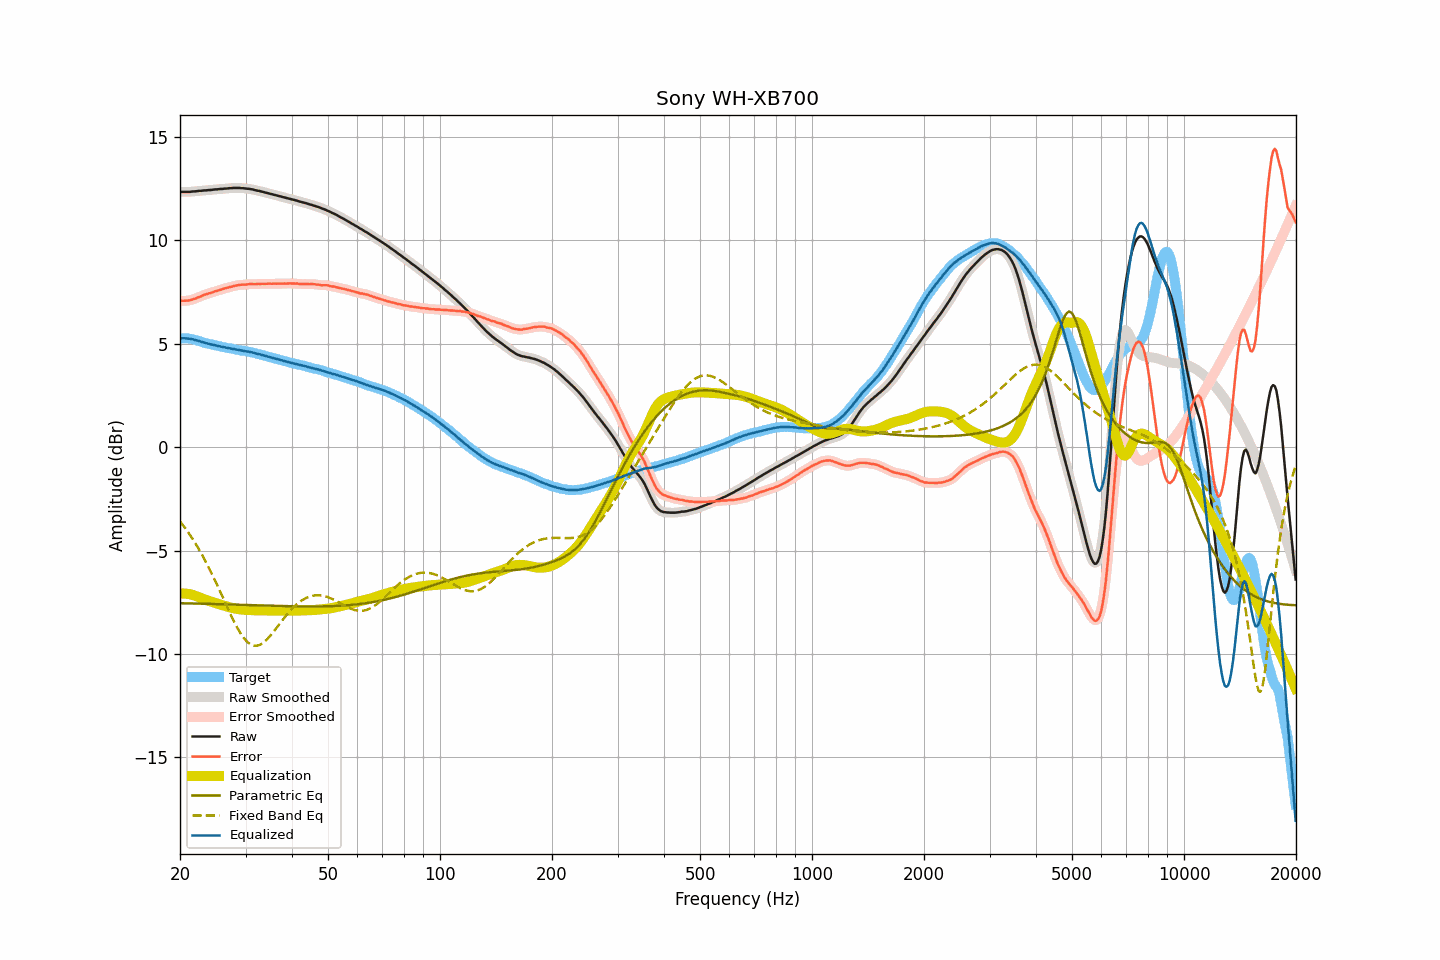 Sony WH-XB700
15
10
5
0
−5
−10
−15
Amplitude (dBr)
Target
Raw Smoothed
Error Smoothed
Raw
Error
Equalization
Parametric Eq
Fixed Band Eq
Equalized
20 50 100 200 500 1000 2000 5000 10000 20000
Frequency (Hz)